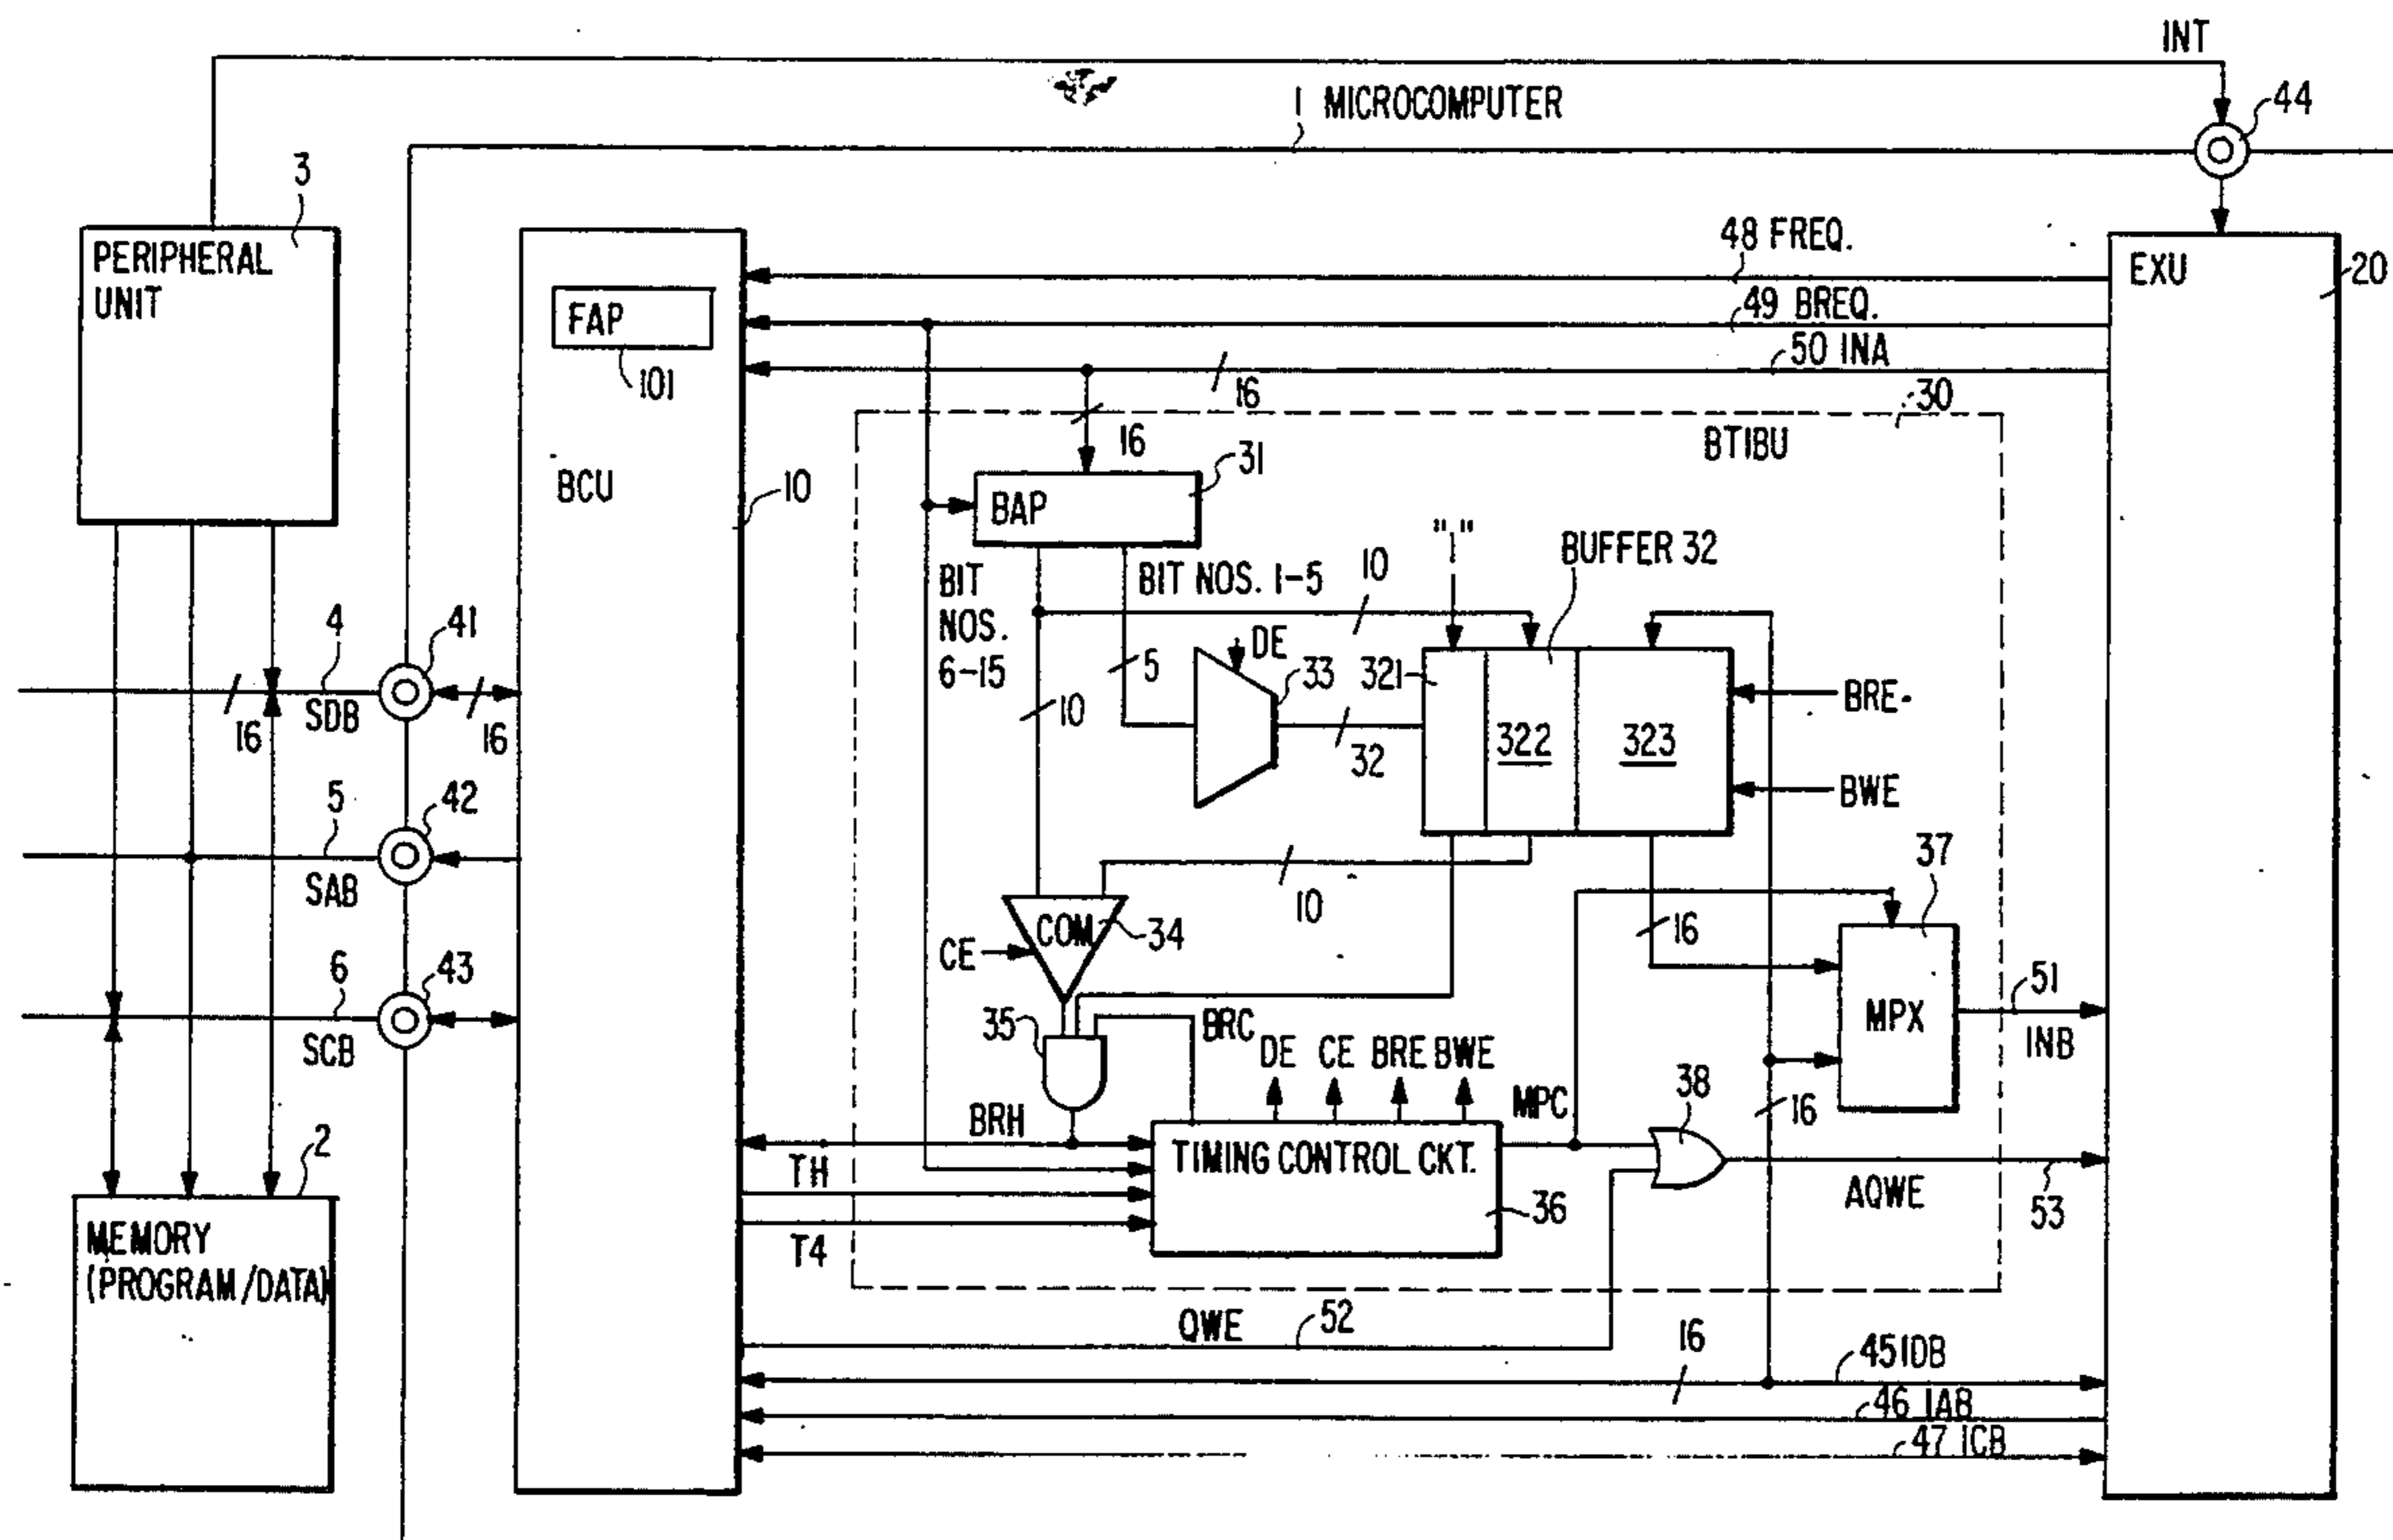 INT
1 MICROCOMPUTER
44
3
PERIPHERAL
UNIT
48 FREQ.
EXU
20
FAP
49 BREQ.
101
50 INA
16
30
16
BTIBU
BCU
10
31
BAP
"1"
BUFFER 32
BIT
NOS.
6-15
BIT NOS. 1-5
10
4
41
DE
5
33
321
10
16
SDB
16
32
322
323
BRE
BWE
5
42
SAB
37
10
COM
34
16
CE
6
43
SCB
51
MPX
INB
35
BRC
DE
CE
BRE
BWE
MPC
38
16
BRH
TH
TIMING CONTROL CKT.
2
36
AQWE
53
T4
MEMORY
(PROGRAM/DATA)
QWE
52
16
45 IDB
46 IAB
47 ICB